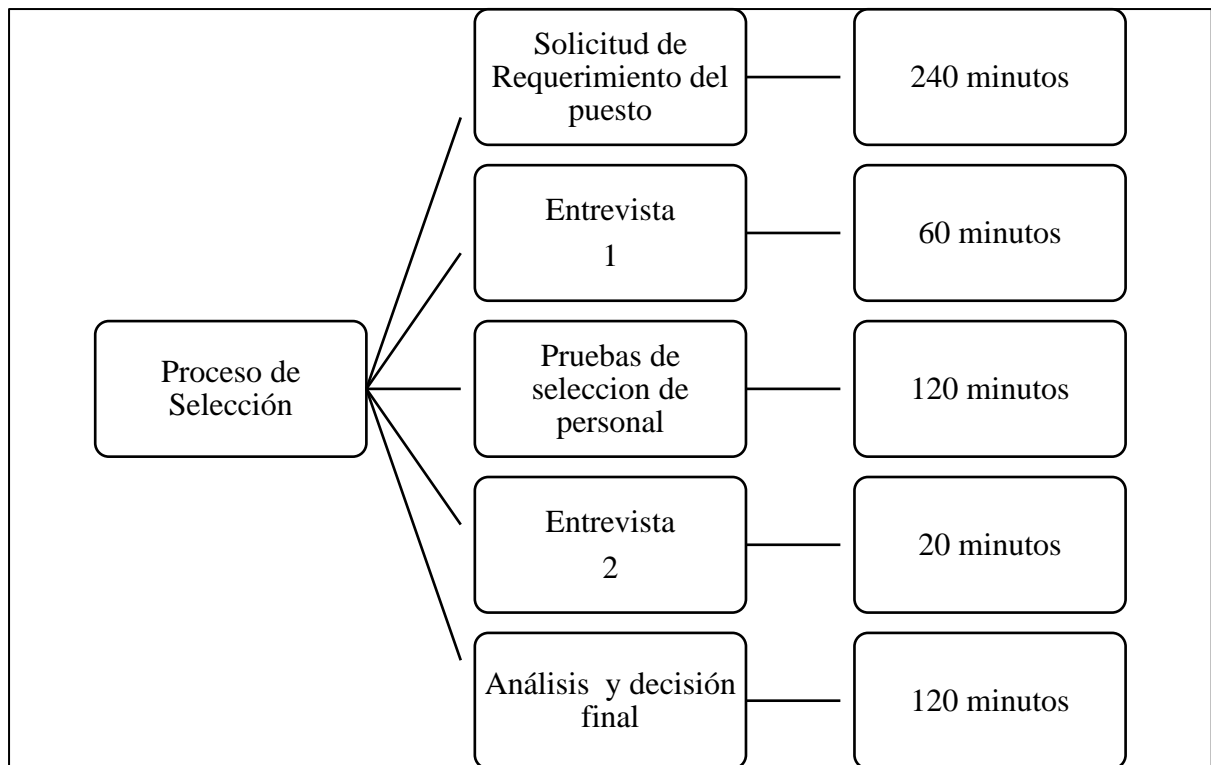 Solicitud de
Requerimiento del
puesto
240 minutos
Entrevista
1
60 minutos
Proceso de
Selección
Pruebas de
seleccion de
personal
120 minutos
Entrevista
2
20 minutos
Análisis y decisión
final
120 minutos